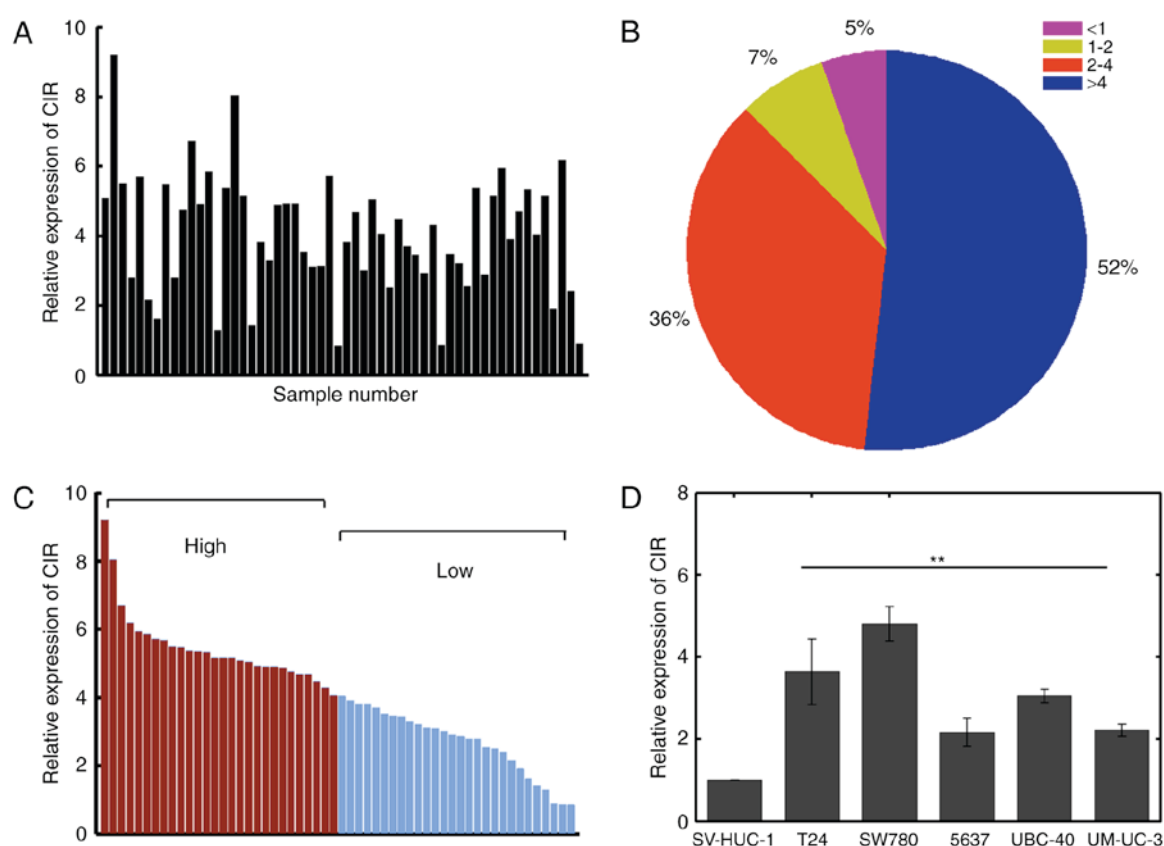 A
Relative expression of CIR
10
8
6
4
2
0
Sample number
B
5%
7%
36%
52%
<1
1-2
2-4
>4
C
Relative expression of CIR
10
8
6
4
2
0
High
Low
D
Relative expression of CIR
8
6
4
2
0
**
SV-HUC-1 T24 SW780 5637 UBC-40 UM-UC-3